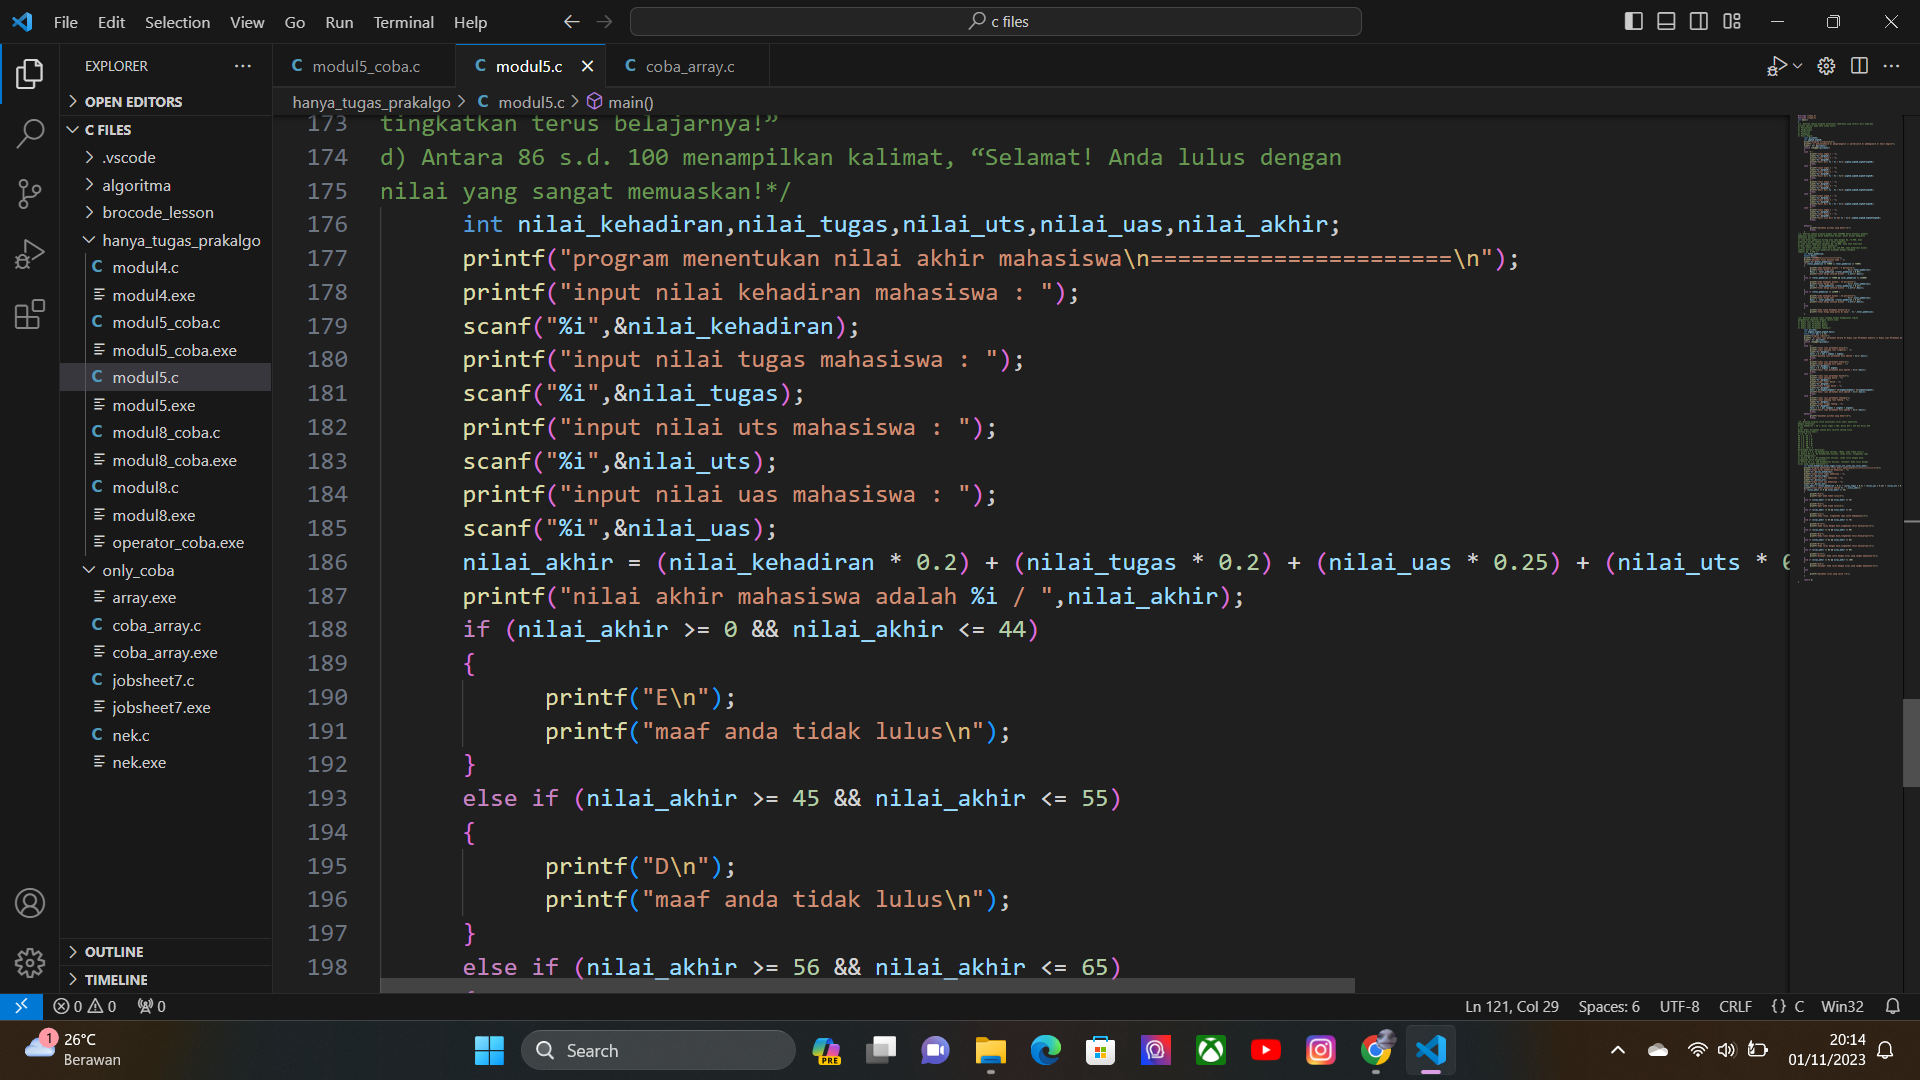 File Edit Selection View Go Run Terminal Help
c files
EXPLORER
OPEN EDITORS
C FILES
.vscode
algoritma
brocode_lesson
hanya_tugas_prakalgo
C modul4.c
modul4.exe
C modul5_coba.c
modul5_coba.exe
C modul5.c
modul5.exe
C modul8_coba.c
modul8_coba.exe
C modul8.c
modul8.exe
operator_coba.exe
only_coba
array.exe
C coba_array.c
coba_array.exe
C jobsheet7.c
jobsheet7.exe
C nek.c
nek.exe
OUTLINE
TIMELINE
C modul5_coba.c C modul5.c C coba_array.c
hanya_tugas_prakalgo > C modul5.c > main()
173 tingkatkan terus belajarnya!”
174 d) Antara 86 s.d. 100 menampilkan kalimat, “Selamat! Anda lulus dengan
175 nilai yang sangat memuaskan!*/
176 int nilai_kehadiran,nilai_tugas,nilai_uts,nilai_uas,nilai_akhir;
177 printf("program menentukan nilai akhir mahasiswa\n======================\n");
178 printf("input nilai kehadiran mahasiswa : ");
179 scanf("%i",&nilai_kehadiran);
180 printf("input nilai tugas mahasiswa : ");
181 scanf("%i",&nilai_tugas);
182 printf("input nilai uts mahasiswa : ");
183 scanf("%i",&nilai_uts);
184 printf("input nilai uas mahasiswa : ");
185 scanf("%i",&nilai_uas);
186 nilai_akhir = (nilai_kehadiran * 0.2) + (nilai_tugas * 0.2) + (nilai_uas * 0.25) + (nilai_uts *
187 printf("nilai akhir mahasiswa adalah %i / ",nilai_akhir);
188 if (nilai_akhir >= 0 && nilai_akhir <= 44)
189 {
190 printf("E\n");
191 printf("maaf anda tidak lulus\n");
192 }
193 else if (nilai_akhir >= 45 && nilai_akhir <= 55)
194 {
195 printf("D\n");
196 printf("maaf anda tidak lulus\n");
197 }
198 else if (nilai_akhir >= 56 && nilai_akhir <= 65)
0 0 0 Ln 121, Col 29 Spaces: 6 UTF-8 CRLF {} C Win32
1
26°C
Berawan
Search
PRE
20:14
01/11/2023